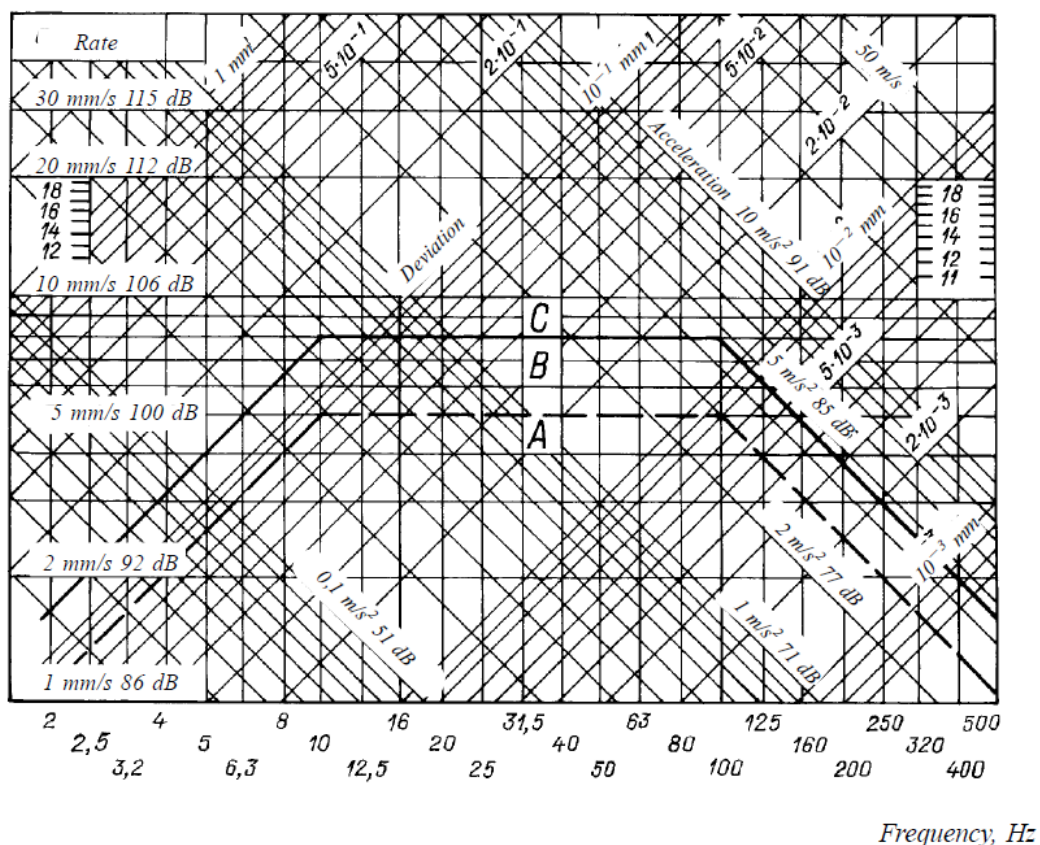 Rate
1 mm
5·10⁻¹
2·10⁻¹
10⁻¹ mm
5·10⁻²
50 m/s
30 mm/s 115 dB
2·10⁻²
Acceleration 10 m/s² 91 dB
20 mm/s 112 dB
18
16
14
12
18
16
14
12
11
Deviation
10⁻² mm
10 mm/s 106 dB
C
B
A
5·10⁻³
5 m/s² 85 dB
2·10⁻³
5 mm/s 100 dB
2 mm/s 92 dB
0,1 m/s² 51 dB
2 m/s² 77 dB
10⁻³ mm
1 m/s² 71 dB
1 mm/s 86 dB
2 4 8 16 31,5 63 125 250 500
2,5 5 10 20 40 80 160 320
3,2 6,3 12,5 25 50 100 200 400
Frequency, Hz